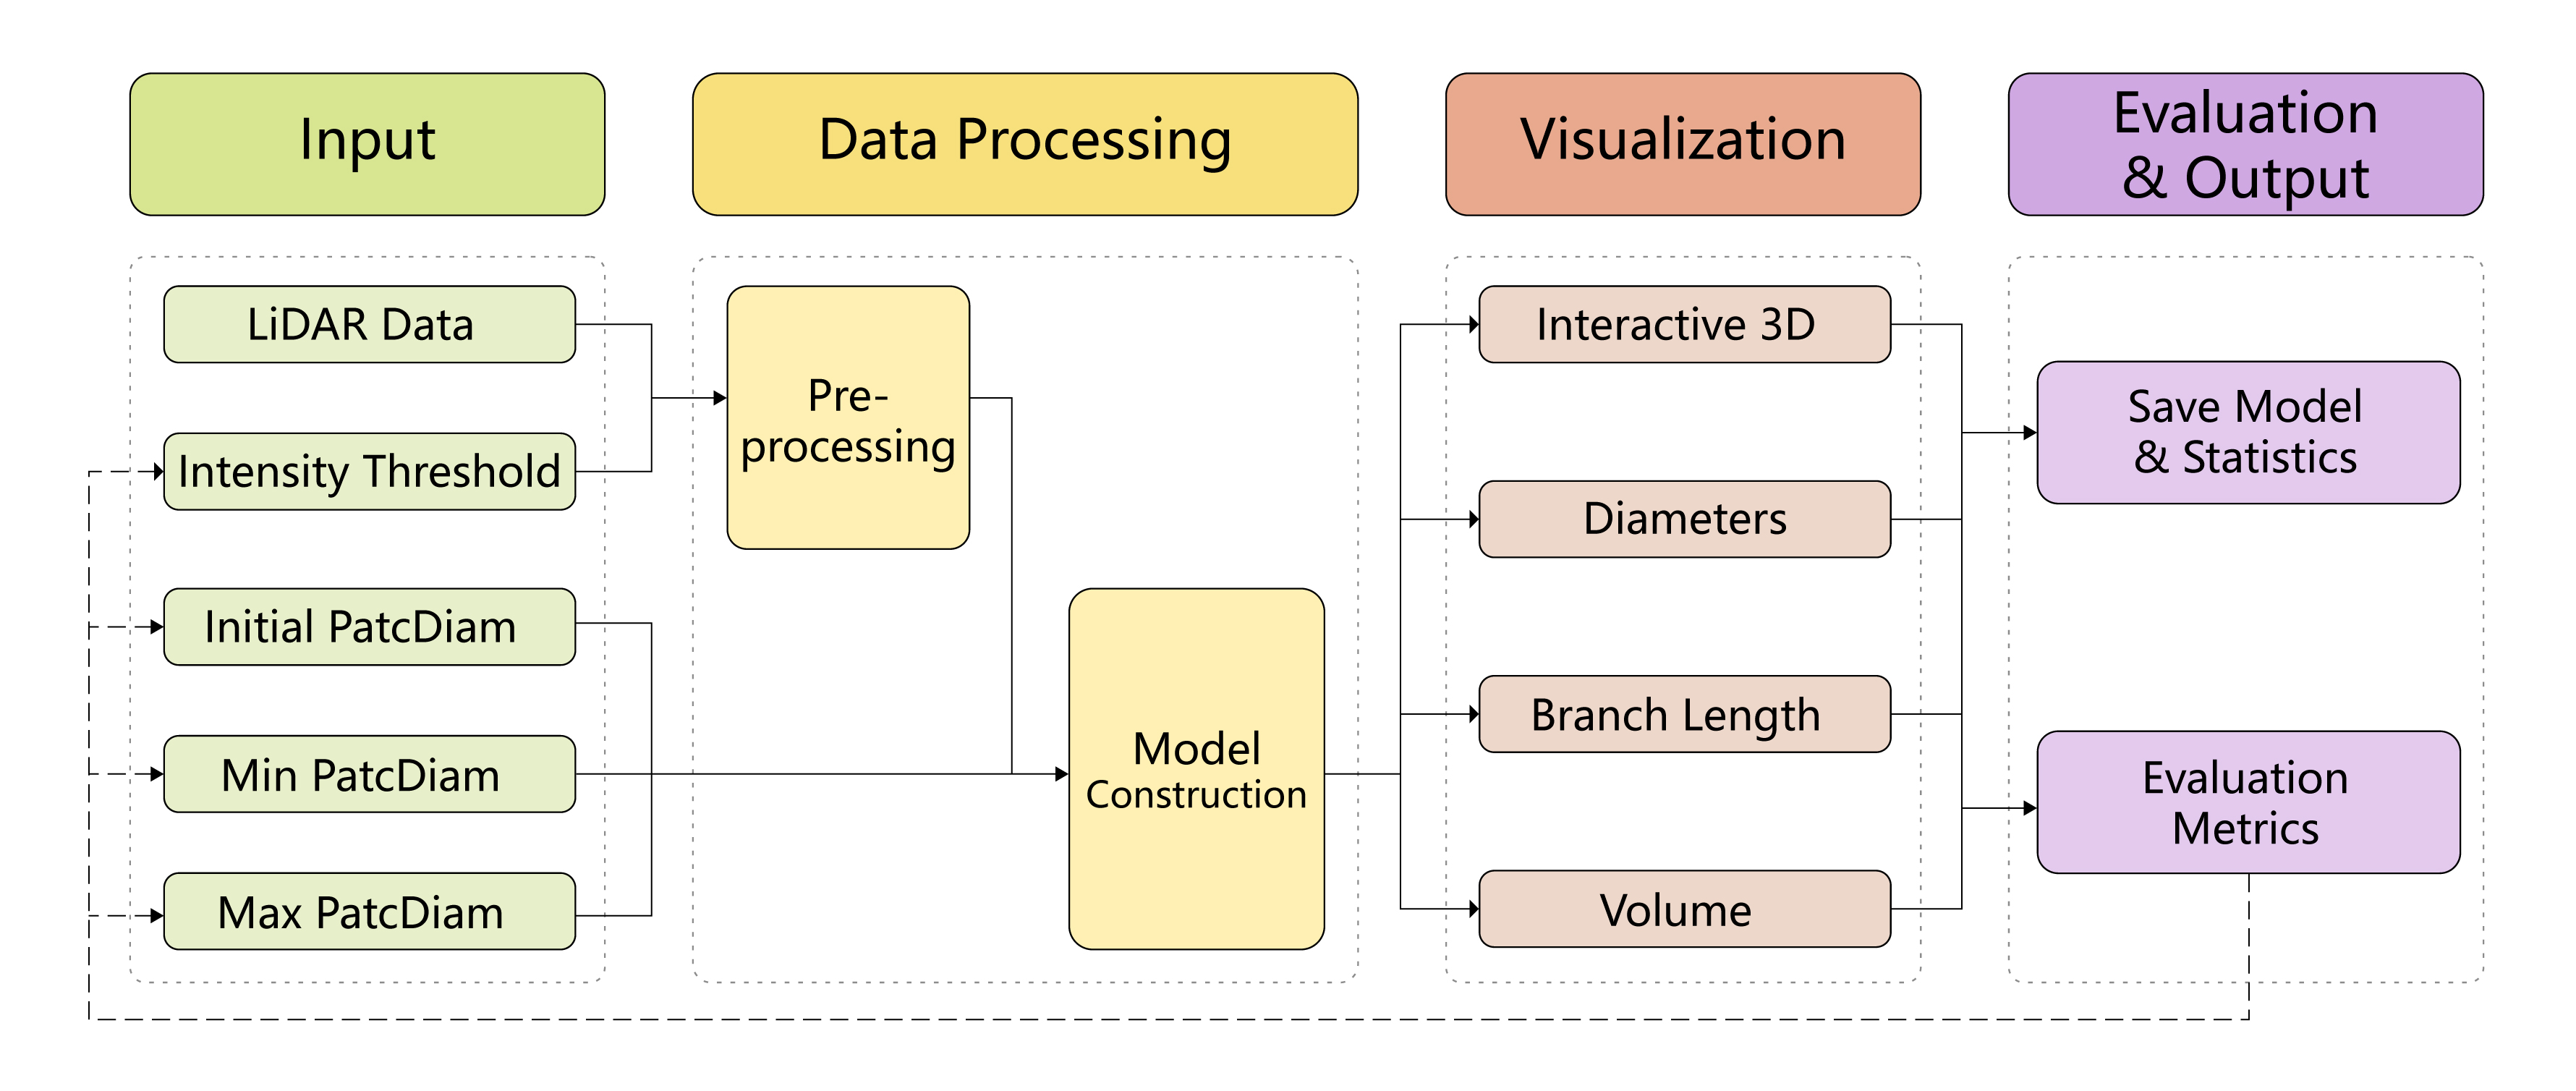 Input
Data Processing
Visualization
Evaluation
& Output
LiDAR Data
Intensity Threshold
Initial PatcDiam
Min PatcDiam
Max PatcDiam
Pre-
processing
Model
Construction
Interactive 3D
Diameters
Branch Length
Volume
Save Model
& Statistics
Evaluation
Metrics